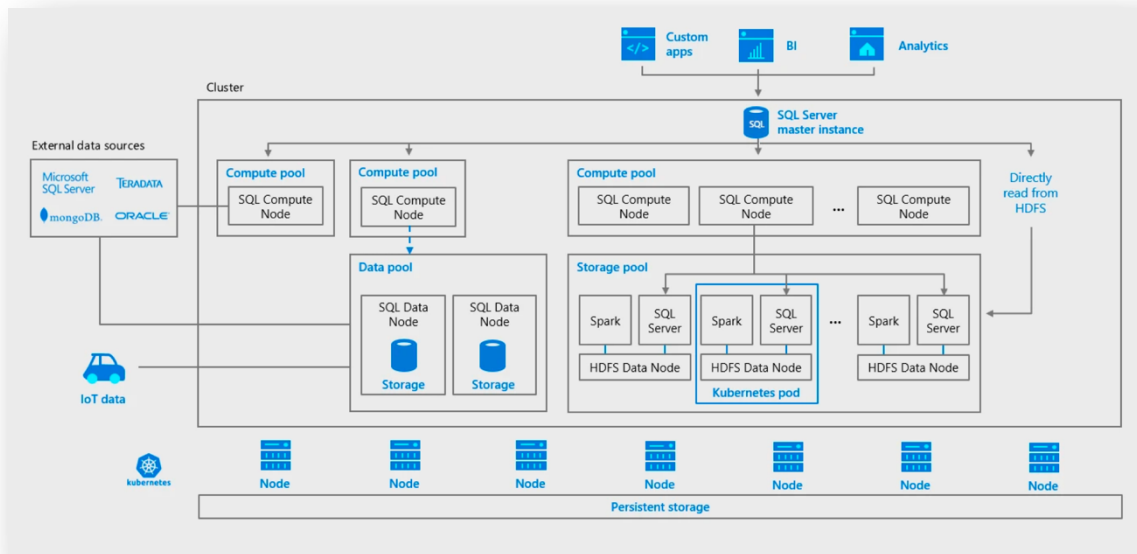 Custom
apps
BI
Analytics
Cluster
SQL
SQL Server
master instance
External data sources
Microsoft
SQL Server
TERADATA
mongoDB.
ORACLE
Compute pool
SQL Compute
Node
Compute pool
SQL Compute
Node
Compute pool
SQL Compute
Node
SQL Compute
Node
...
SQL Compute
Node
Directly
read from
HDFS
Data pool
SQL Data
Node
Storage
SQL Data
Node
Storage
Storage pool
Spark
SQL
Server
HDFS Data Node
Spark
SQL
Server
HDFS Data Node
Kubernetes pod
...
Spark
SQL
Server
HDFS Data Node
IoT data
kubernetes
Node
Node
Node
Node
Node
Node
Node
Persistent storage